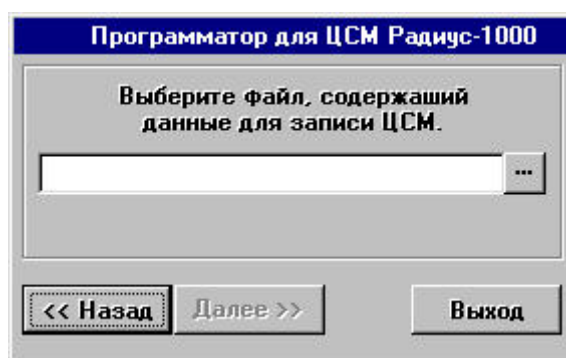 Программатор для ЦСМ Радиус-1000
Выберите файл, содержаший
данные для записи ЦСМ.
...
<< Назад
Далее >>
Выход